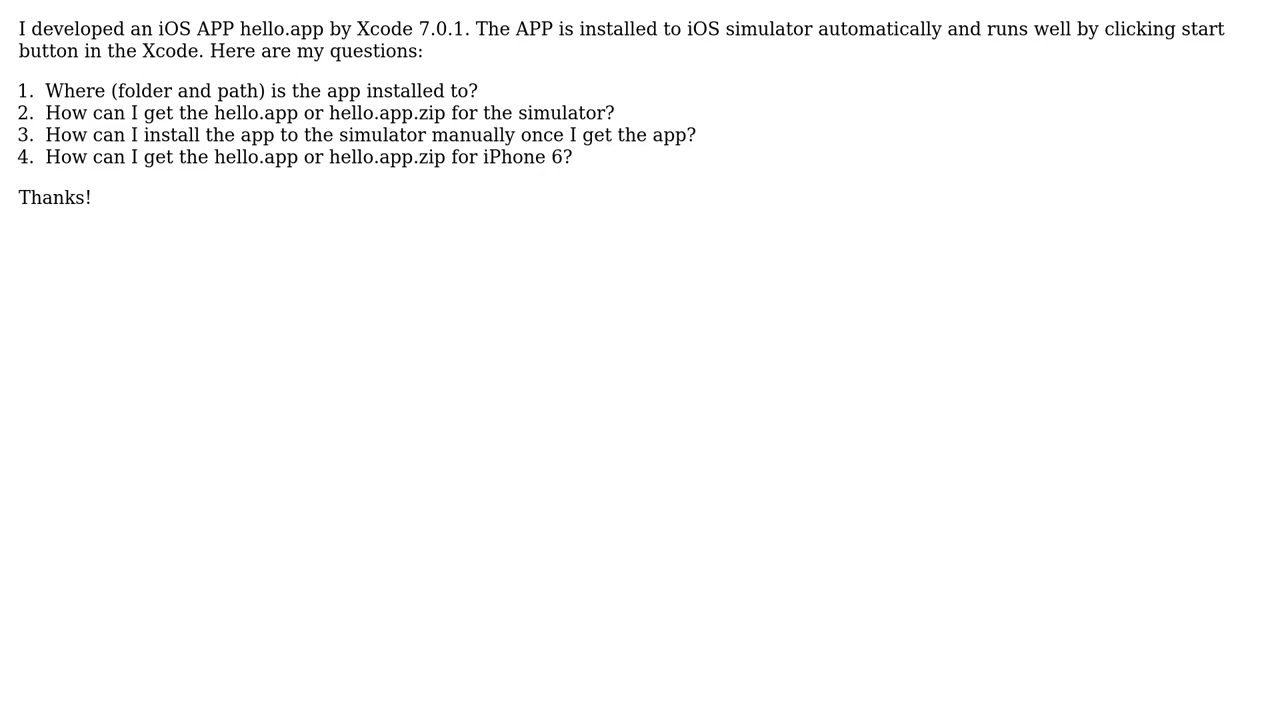 I developed an iOS APP hello.app by Xcode 7.0.1. The APP is installed to iOS simulator automatically and runs well by clicking start
button in the Xcode. Here are my questions:
1. Where (folder and path) is the app installed to?
2. How can I get the hello.app or hello.app.zip for the simulator?
3. How can I install the app to the simulator manually once I get the app?
4. How can I get the hello.app or hello.app.zip for iPhone 6?
Thanks!